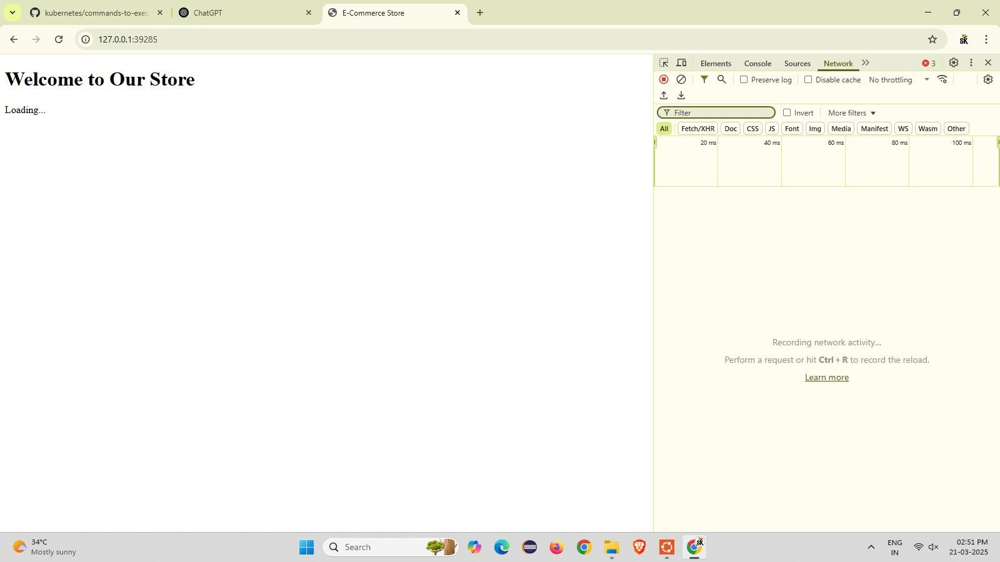 kubernetes/commands-to-exec
ChatGPT
E-Commerce Store
127.0.0.1:39285
SK
Welcome to Our Store
Loading...
Elements Console Sources Network 3
Preserve log Disable cache No throttling
Filter Invert More filters
All Fetch/XHR Doc CSS JS Font Img Media Manifest WS Wasm Other
20 ms 40 ms 60 ms 80 ms 100 ms
Recording network activity...
Perform a request or hit Ctrl + R to record the reload.
Learn more
34°C
Mostly sunny
Search
SK
ENG
IN
02:51 PM
21-03-2025